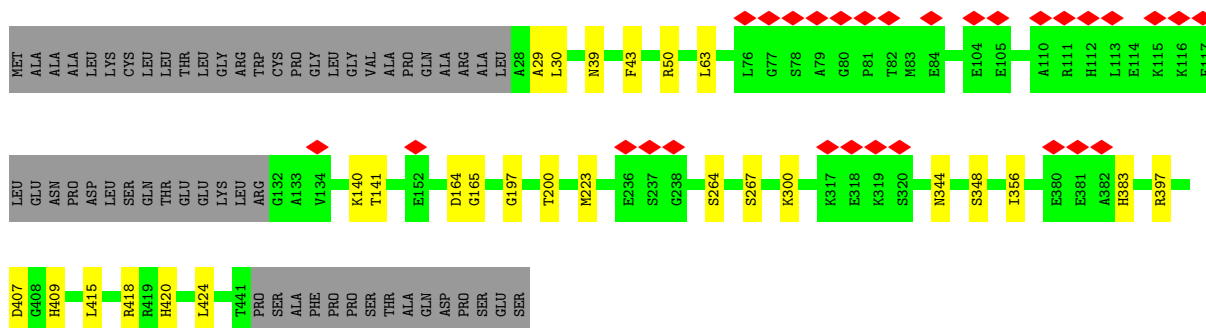 MET ALA ALA ALA LEU LYS CYS LEU LEU THR LEU GLY ARG TRP CYS PRO GLY LEU GLY VAL ALA PRO GLN ALA ARG ALA LEU A28 A29 L30 N39 F43 R50 L63 L76 G77 S78 A79 G80 P81 T82 M83 E84 E104 E105 A110 R111 H112 L113 E114 K115 K116 E117
LEU GLU ASN PRO ASP LEU SER GLN THR GLU GLU LYS LEU ARG G132 A133 V134 K140 T141 E152 D164 G165 G197 T200 M223 E236 S237 G238 S264 S267 K300 K317 E318 K319 S320 N344 S348 I356 E380 E381 A382 H383 R397
D407 G408 H409 L415 R418 R419 H420 L424 T441 PRO SER ALA PHE PRO PRO SER THR ALA GLN ASP PRO SER GLU SER